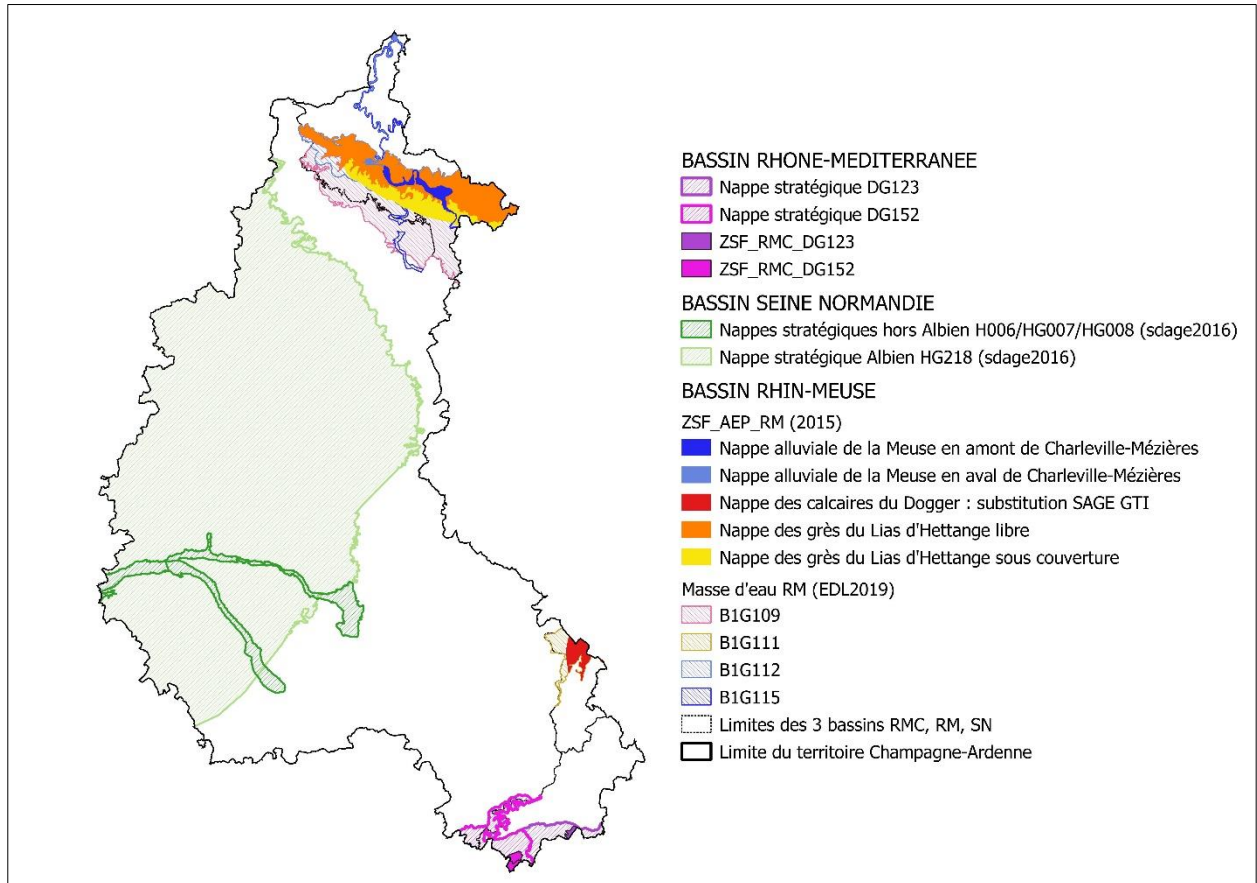 BASSIN RHONE-MEDITERRANEE
Nappe stratégique DG123
Nappe stratégique DG152
ZSF_RMC_DG123
ZSF_RMC_DG152
BASSIN SEINE NORMANDIE
Nappes stratégiques hors Albien H006/HG007/HG008 (sdage2016)
Nappe stratégique Albien HG218 (sdage2016)
BASSIN RHIN-MEUSE
ZSF_AEP_RM (2015)
Nappe alluviale de la Meuse en amont de Charleville-Mézières
Nappe alluviale de la Meuse en aval de Charleville-Mézières
Nappe des calcaires du Dogger : substitution SAGE GTI
Nappe des grès du Lias d'Hettange libre
Nappe des grès du Lias d'Hettange sous couverture
Masse d'eau RM (EDL2019)
B1G109
B1G111
B1G112
B1G115
Limites des 3 bassins RMC, RM, SN
Limite du territoire Champagne-Ardenne